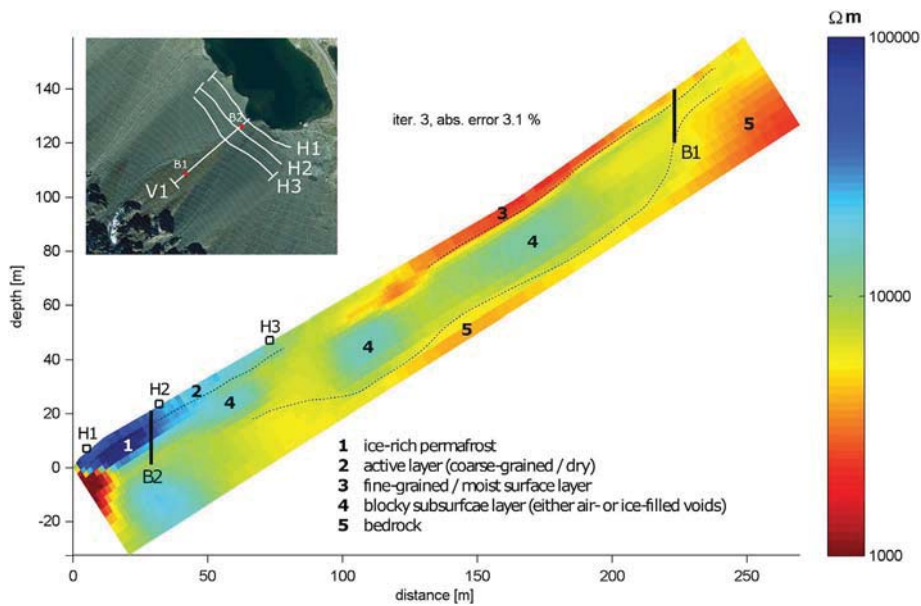 Ωm
100000
10000
1000
iter. 3, abs. error 3.1 %
B2
B1
V1
H1
H2
H3
140
120
100
80
60
40
20
0
-20
depth [m]
0
50
100
150
200
250
distance [m]
H1
H2
H3
B2
B1
1
2
3
4
4
4
5
5
1 ice-rich permafrost
2 active layer (coarse-grained / dry)
3 fine-grained / moist surface layer
4 blocky subsurfcae layer (either air- or ice-filled voids)
5 bedrock